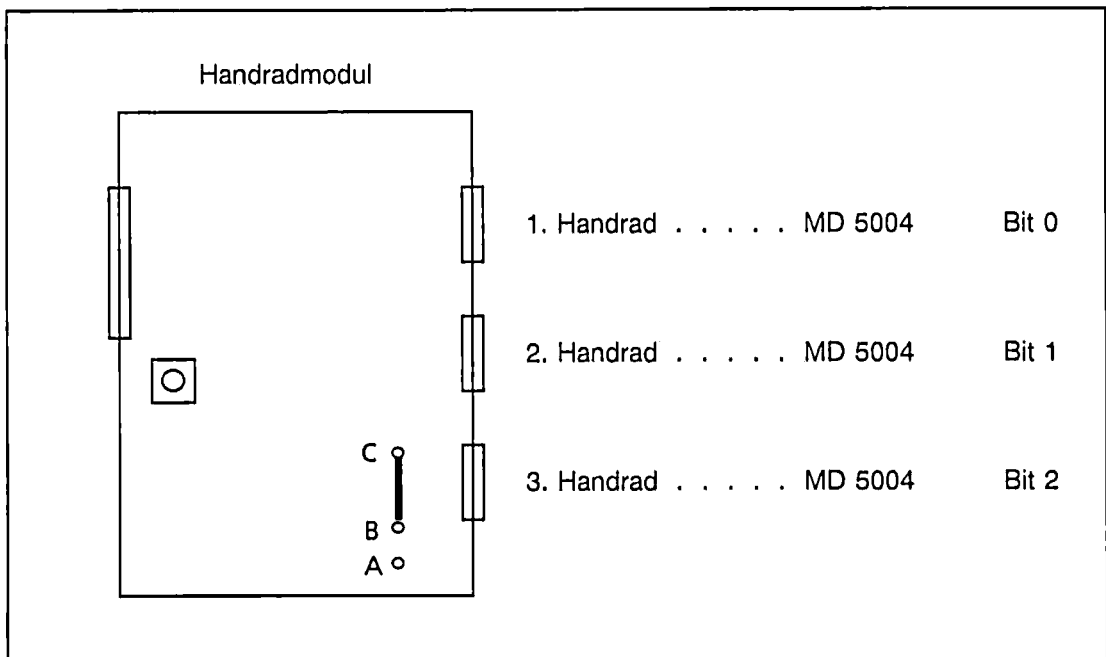 Handradmodul
1. Handrad . . . . . MD 5004 Bit 0
2. Handrad . . . . . MD 5004 Bit 1
3. Handrad . . . . . MD 5004 Bit 2
C
B
A